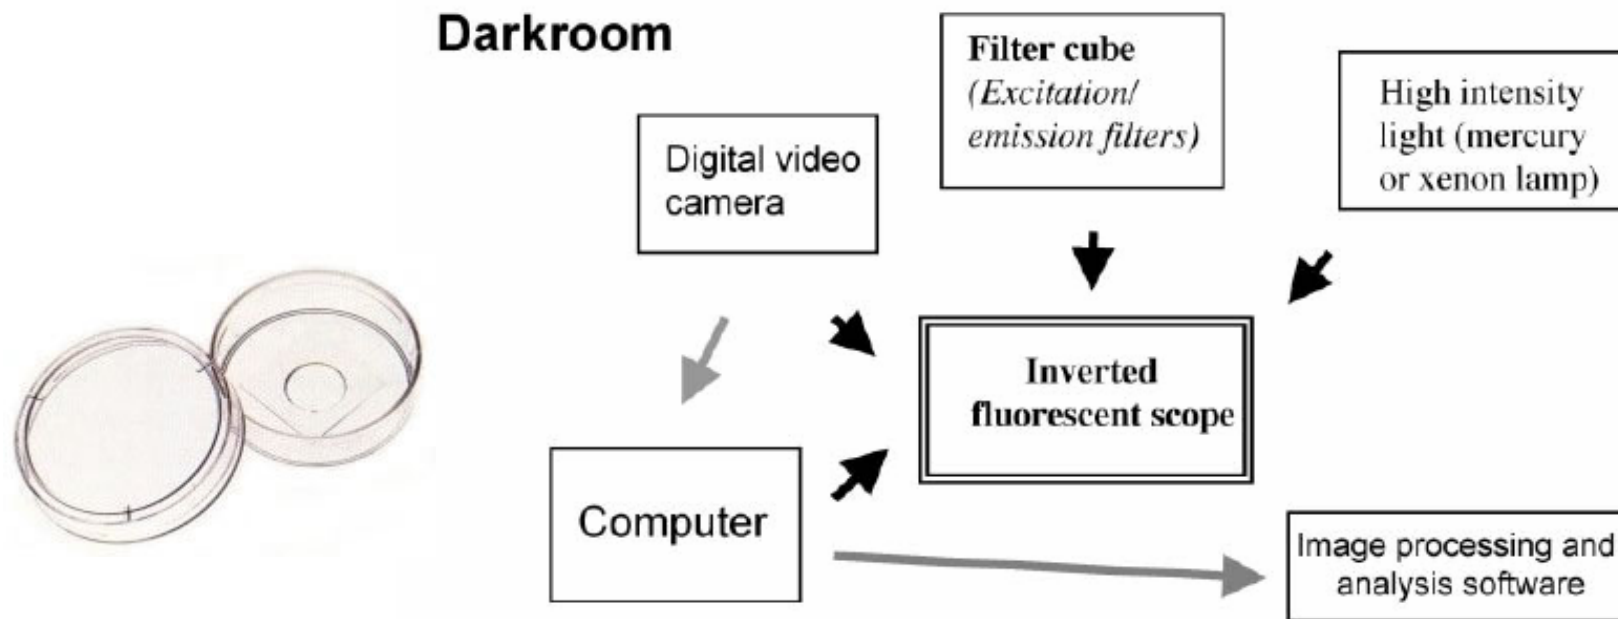 Darkroom
Filter cube
(Excitation/
emission filters)
High intensity
light (mercury
or xenon lamp)
Digital video
camera
Inverted
fluorescent scope
Computer
Image processing and
analysis software